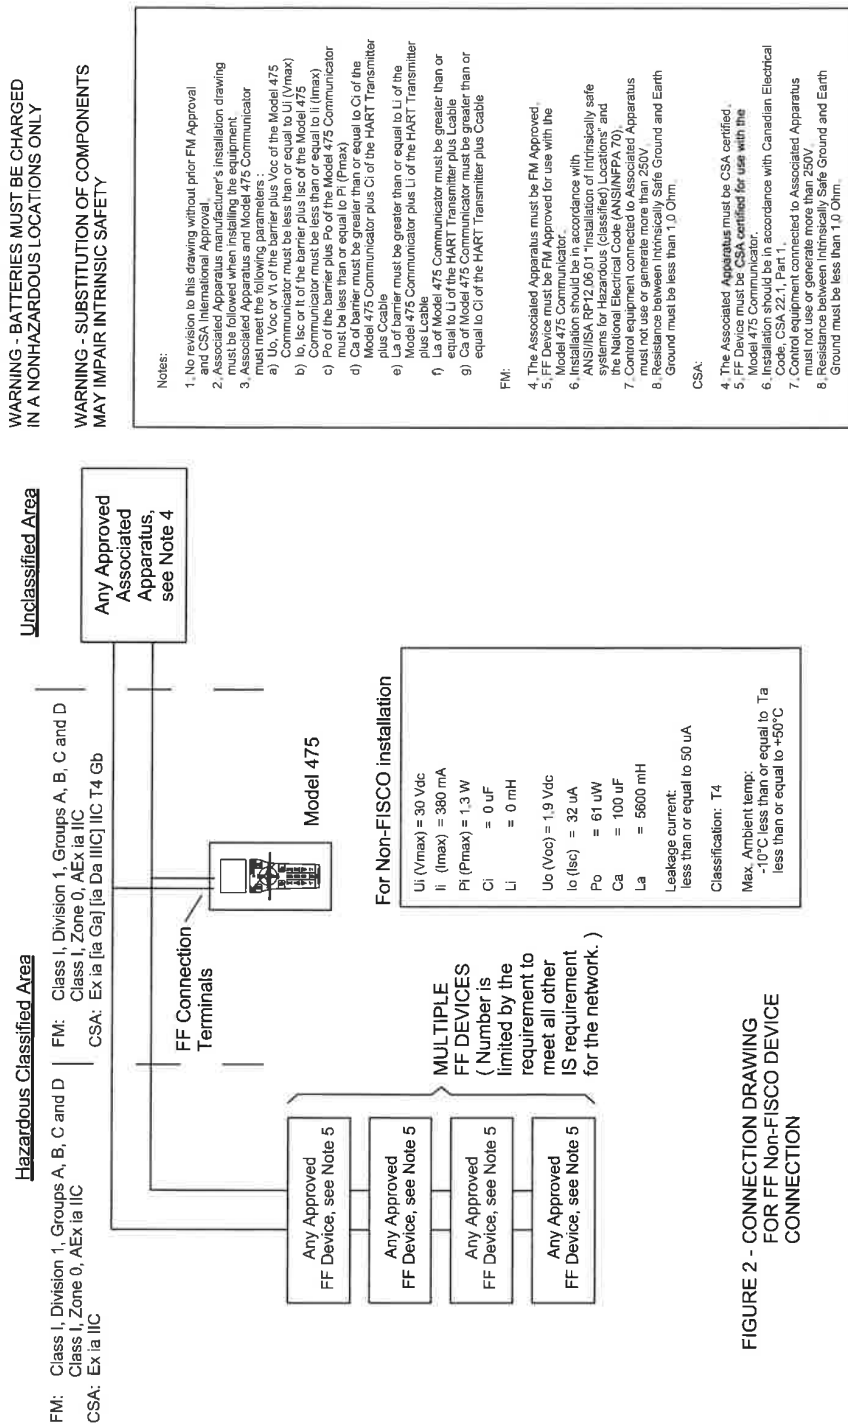 Hazardous Classified Area
Unclassified Area
WARNING - BATTERIES MUST BE CHARGED
IN A NONHAZARDOUS LOCATIONS ONLY
WARNING - SUBSTITUTION OF COMPONENTS
MAY IMPAIR INTRINSIC SAFETY
FM: Class I, Division 1, Groups A, B, C and D
Class I, Zone 0, AEx ia IIC
CSA: Ex ia IIC
FM: Class I, Division 1, Groups A, B, C and D
Class I, Zone 0, AEx ia IIC
CSA: Ex ia [ia Ga] [ia Da IIIC] IIC T4 Gb
Any Approved
Associated
Apparatus,
see Note 4
FF Connection
Terminals
Model 475
Any Approved
FF Device, see Note 5
Any Approved
FF Device, see Note 5
Any Approved
FF Device, see Note 5
Any Approved
FF Device, see Note 5
MULTIPLE
FF DEVICES
( Number is
limited by the
requirement to
meet all other
IS requirement
for the network. )
For Non-FISCO installation
Ui (Vmax) = 30 Vdc
Ii (Imax) = 380 mA
Pi (Pmax) = 1.3 W
Ci = 0 uF
Li = 0 mH
Uo (Voc) = 1.9 Vdc
Io (Isc) = 32 uA
Po = 61 uW
Ca = 100 uF
La = 5600 mH
Leakage current:
less than or equal to 50 uA
Classification: T4
Max. Ambient temp:
-10°C less than or equal to Ta
less than or equal to +50°C
Notes:
1. No revision to this drawing without prior FM Approval
and CSA International Approval.
2. Associated Apparatus manufacturer's installation drawing
must be followed when installing the equipment.
3. Associated Apparatus and Model 475 Communicator
must meet the following parameters :
a) Uo, Voc or Vt of the barrier plus Voc of the Model 475
Communicator must be less than or equal to Ui (Vmax)
b) Io, Isc or It of the barrier plus Isc of the Model 475
Communicator must be less than or equal to Ii (Imax)
c) Po of the barrier plus Po of the Model 475 Communicator
must be less than or equal to Pi (Pmax)
d) Ca of barrier must be greater than or equal to Ci of the
Model 475 Communicator plus Ci of the HART Transmitter
plus Ccable
e) La of barrier must be greater than or equal to Li of the
Model 475 Communicator plus Li of the HART Transmitter
plus Lcable
f) La of Model 475 Communicator must be greater than or
equal to Li of the HART Transmitter plus Lcable
g) Ca of Model 475 Communicator must be greater than or
equal to Ci of the HART Transmitter plus Ccable
FM:
4. The Associated Apparatus must be FM Approved.
5. FF Device must be FM Approved for use with the
Model 475 Communicator.
6. Installation should be in accordance with
ANSI/ISA RP12.06.01 "Installation of intrinsically safe
systems for Hazardous (classified) Locations" and
the National Electrical Code (ANSI/NFPA 70).
7. Control equipment connected to Associated Apparatus
must not use or generate more than 250V.
8. Resistance between Intrinsically Safe Ground and Earth
Ground must be less than 1.0 Ohm.
CSA:
4. The Associated Apparatus must be CSA certified.
5. FF Device must be CSA certified for use with the
Model 475 Communicator.
6. Installation should be in accordance with Canadian Electrical
Code, CSA 22.1, Part 1.
7. Control equipment connected to Associated Apparatus
must not use or generate more than 250V.
8. Resistance between Intrinsically Safe Ground and Earth
Ground must be less than 1.0 Ohm.
FIGURE 2 - CONNECTION DRAWING
FOR FF Non-FISCO DEVICE
CONNECTION